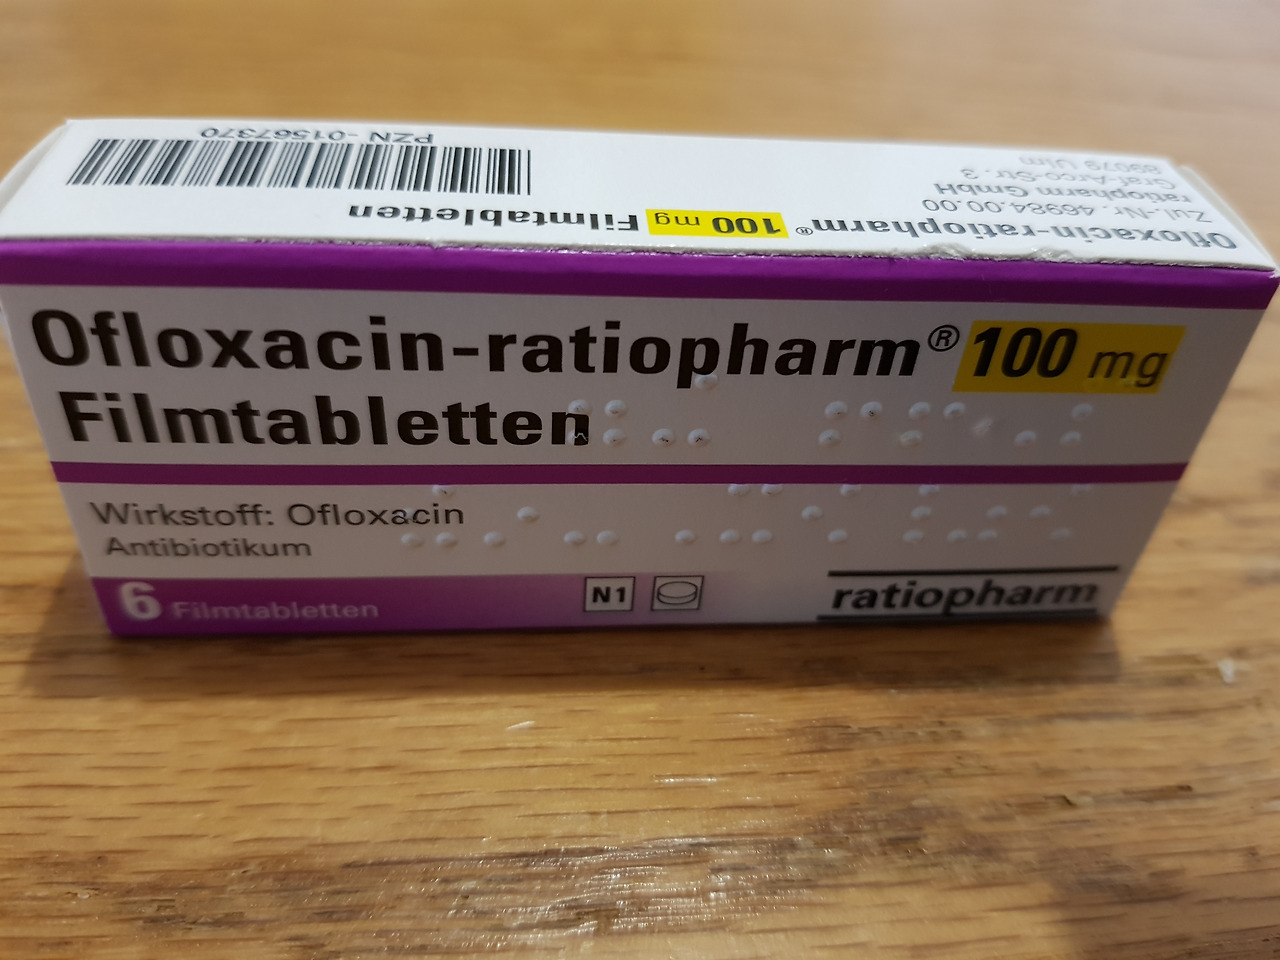 PZN -01567370
Ofloxacin-ratiopharm® 100 mg Filmtabletten
Zul.-Nr. 46984.00.00
ratiopharm GmbH
Graf-Arco-Str. 3
89079 Ulm
Ofloxacin-ratiopharm® 100 mg
Filmtabletten
Wirkstoff: Ofloxacin
Antibiotikum
6 Filmtabletten
N1
ratiopharm